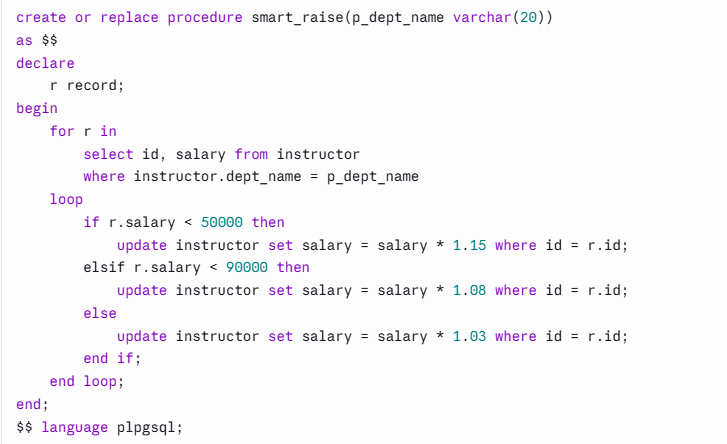 create or replace procedure smart_raise(p_dept_name varchar(20))
as $$
declare
    r record;
begin
    for r in
        select id, salary from instructor
        where instructor.dept_name = p_dept_name
    loop
        if r.salary < 50000 then
            update instructor set salary = salary * 1.15 where id = r.id;
        elsif r.salary < 90000 then
            update instructor set salary = salary * 1.08 where id = r.id;
        else
            update instructor set salary = salary * 1.03 where id = r.id;
        end if;
    end loop;
end;
$$ language plpgsql;